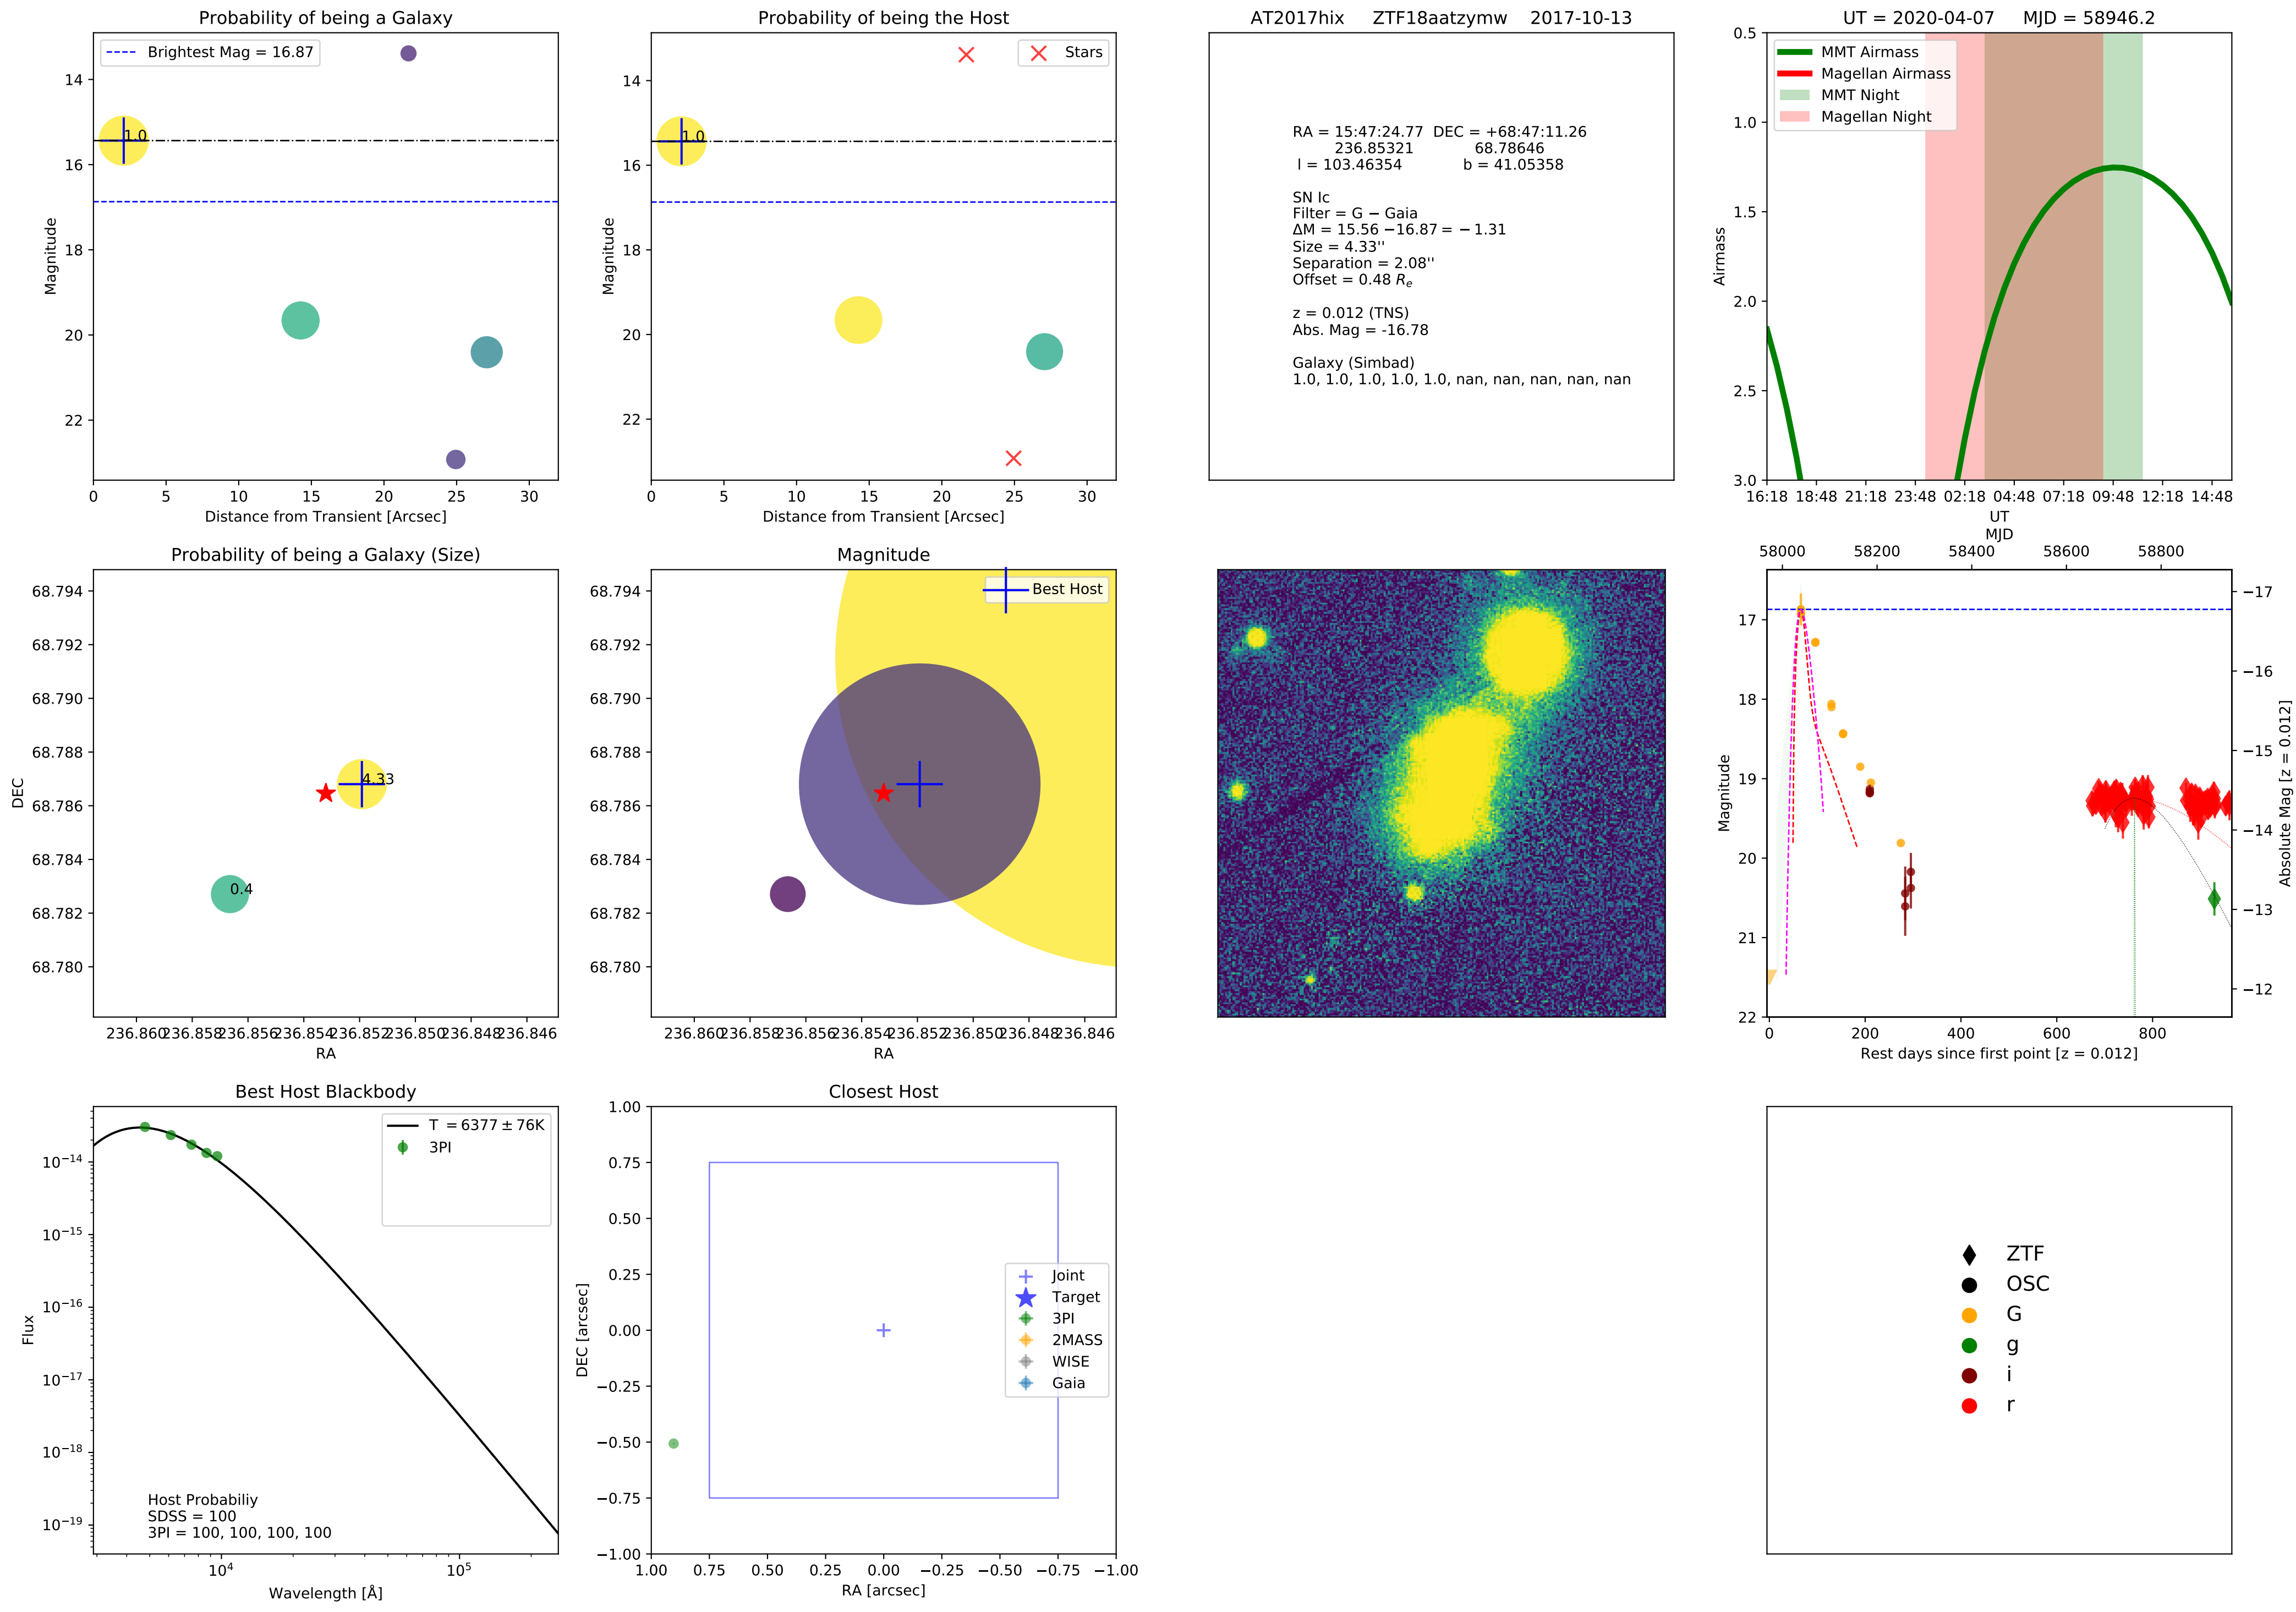 Probability of being a Galaxy
Brightest Mag = 16.87
1.0
14
16
18
20
22
Magnitude
0 5 10 15 20 25 30
Distance from Transient [Arcsec]
Probability of being the Host
Stars
1.0
14
16
18
20
22
Magnitude
0 5 10 15 20 25 30
Distance from Transient [Arcsec]
AT2017hix ZTF18aatzymw 2017-10-13
RA = 15:47:24.77 DEC = +68:47:11.26
236.85321 68.78646
l = 103.46354 b = 41.05358
SN Ic
Filter = G − Gaia
ΔM = 15.56 −16.87 = −1.31
Size = 4.33''
Separation = 2.08''
Offset = 0.48 Rₑ
z = 0.012 (TNS)
Abs. Mag = -16.78
Galaxy (Simbad)
1.0, 1.0, 1.0, 1.0, 1.0, nan, nan, nan, nan, nan
UT = 2020-04-07 MJD = 58946.2
MMT Airmass
Magellan Airmass
MMT Night
Magellan Night
0.5
1.0
1.5
2.0
2.5
3.0
Airmass
16:18 18:48 21:18 23:48 02:18 04:48 07:18 09:48 12:18 14:48
UT
Probability of being a Galaxy (Size)
4.33
0.4
68.794
68.792
68.790
68.788
68.786
68.784
68.782
68.780
DEC
236.860 236.858 236.856 236.854 236.852 236.850 236.848 236.846
RA
Magnitude
Best Host
68.794
68.792
68.790
68.788
68.786
68.784
68.782
68.780
236.860 236.858 236.856 236.854 236.852 236.850 236.848 236.846
RA
MJD
58000 58200 58400 58600 58800
17
18
19
20
21
22
Magnitude
−17
−16
−15
−14
−13
−12
Absolute Mag [z = 0.012]
0 200 400 600 800
Rest days since first point [z = 0.012]
Best Host Blackbody
T = 6377 ± 76K
3PI
10⁻¹⁴
10⁻¹⁵
10⁻¹⁶
10⁻¹⁷
10⁻¹⁸
10⁻¹⁹
Flux
Host Probabiliy
SDSS = 100
3PI = 100, 100, 100, 100
10⁴ 10⁵
Wavelength [Å]
Closest Host
Joint
Target
3PI
2MASS
WISE
Gaia
1.00
0.75
0.50
0.25
0.00
−0.25
−0.50
−0.75
−1.00
DEC [arcsec]
1.00 0.75 0.50 0.25 0.00 −0.25 −0.50 −0.75 −1.00
RA [arcsec]
ZTF
OSC
G
g
i
r